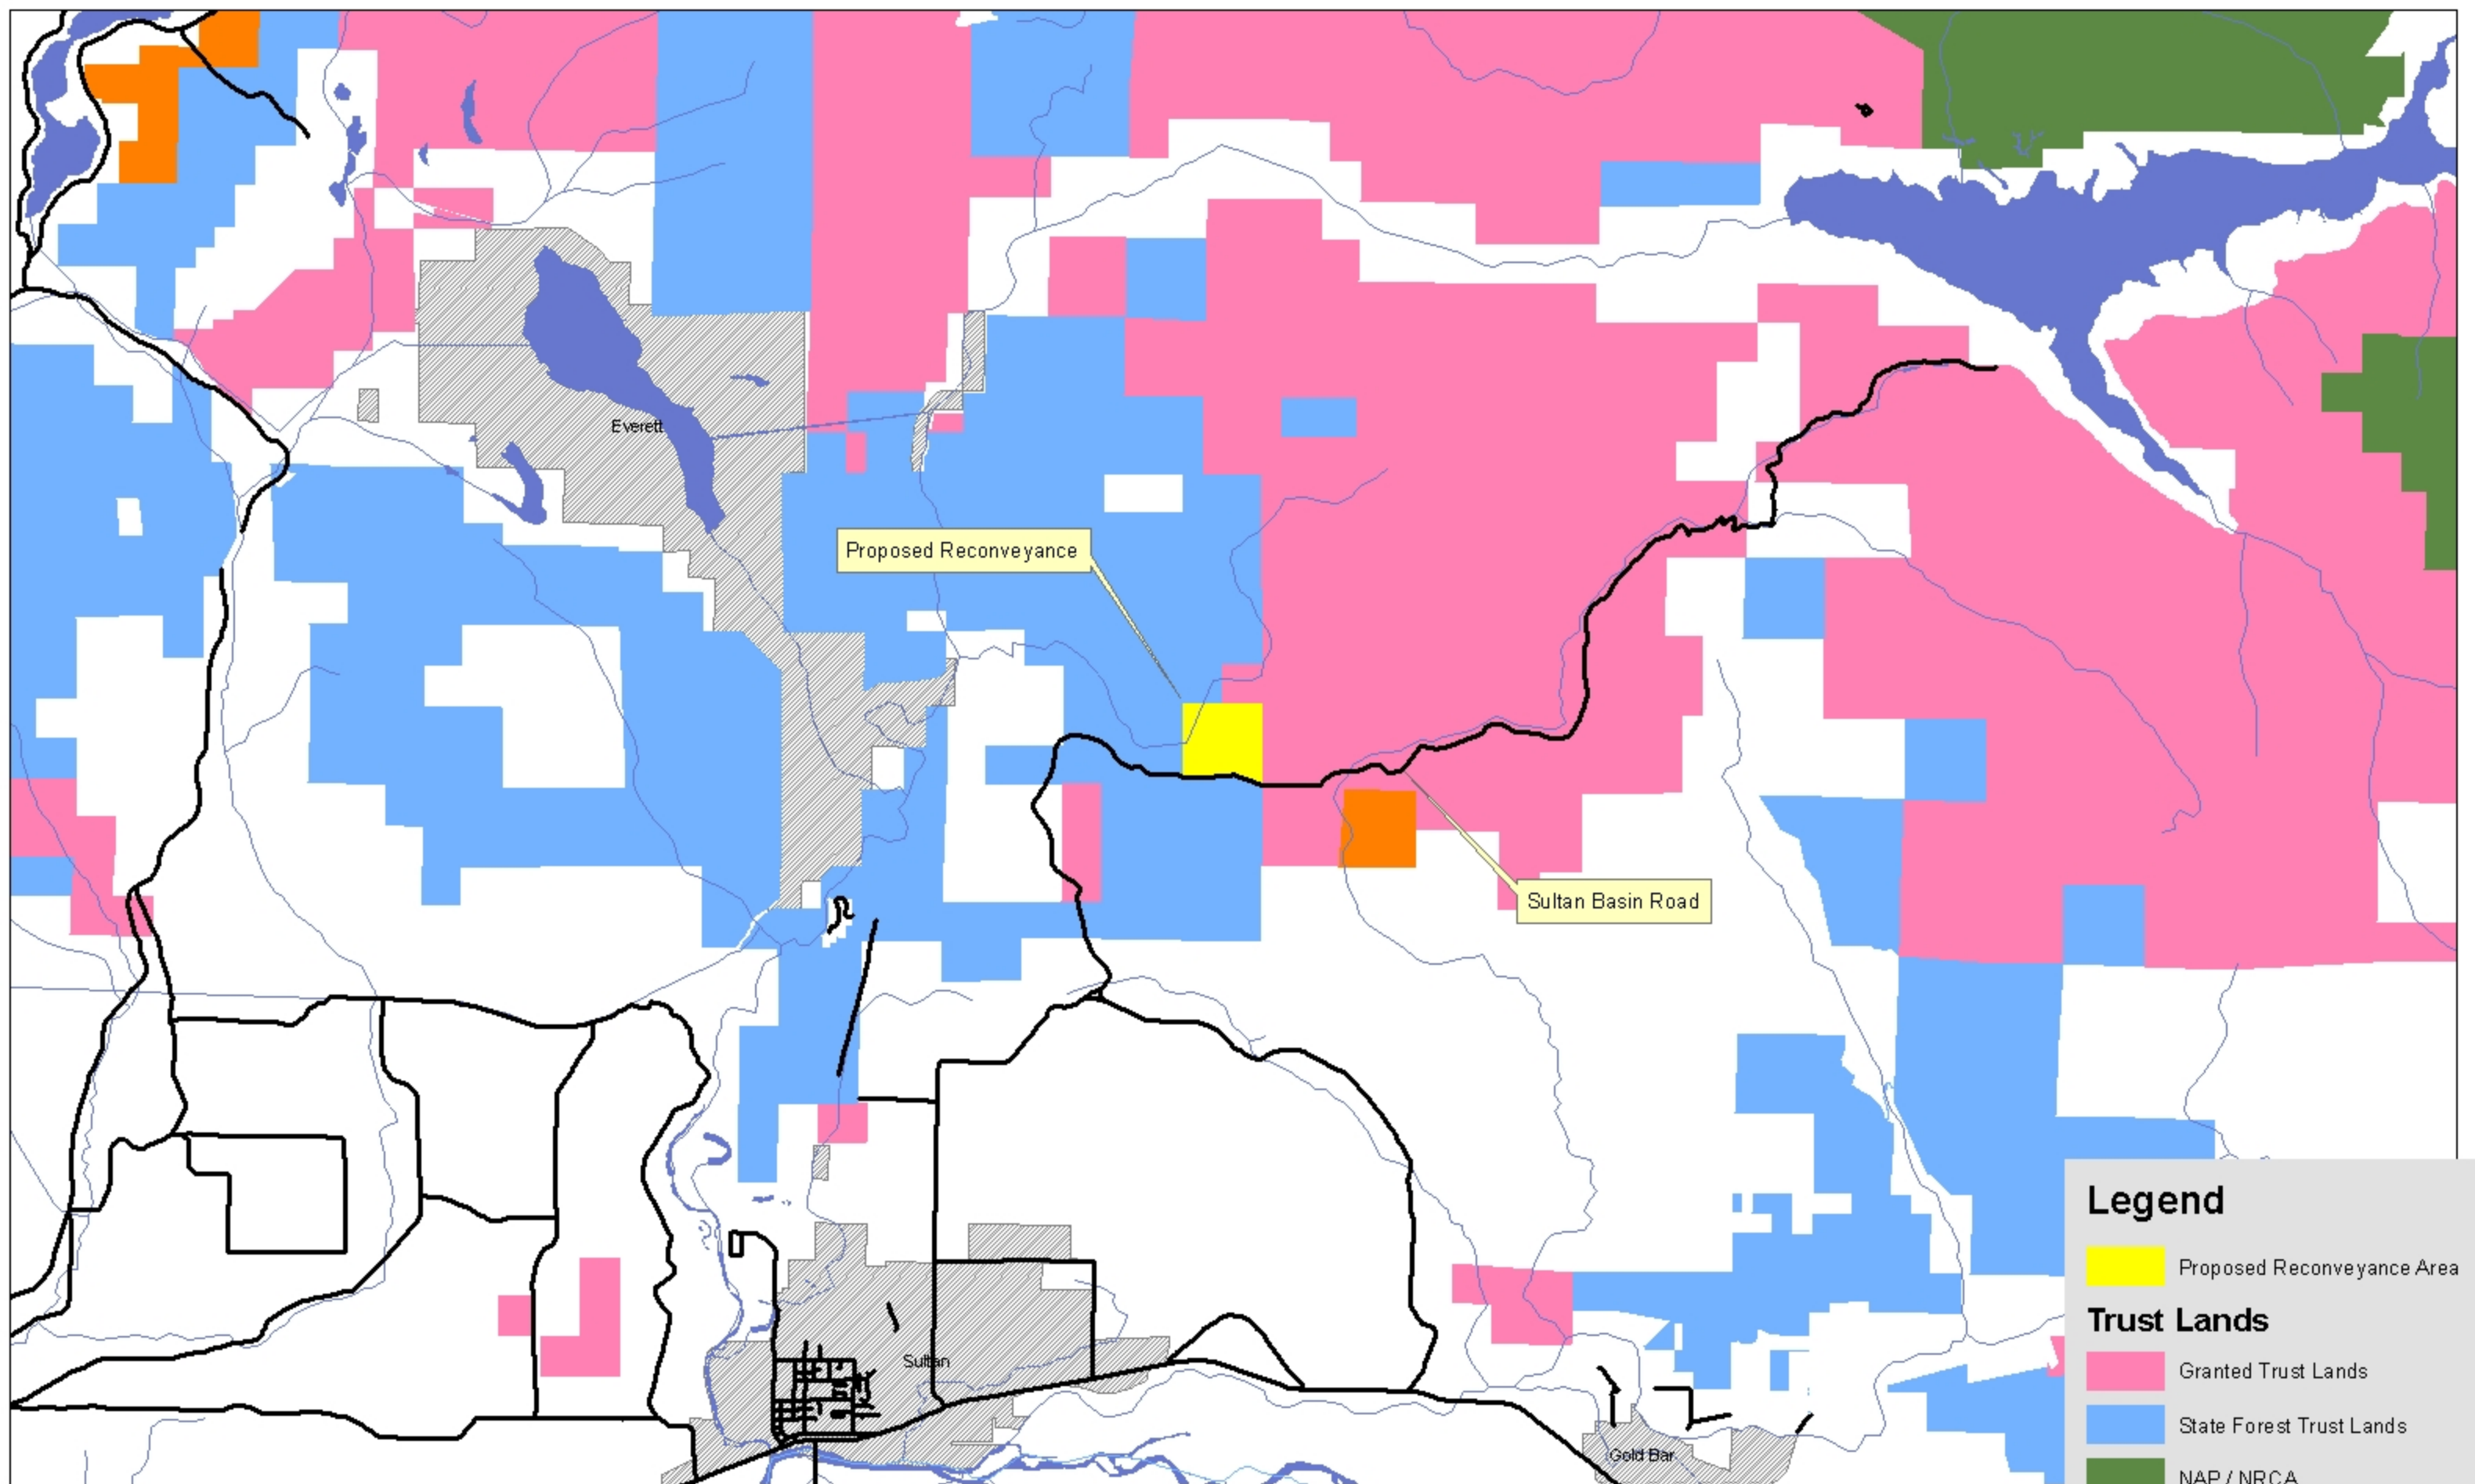 Everett
Proposed Reconveyance
Sultan Basin Road
Sultan
Gold Bar
Legend
Proposed Reconveyance Area
Trust Lands
Granted Trust Lands
State Forest Trust Lands
NAP / NRCA